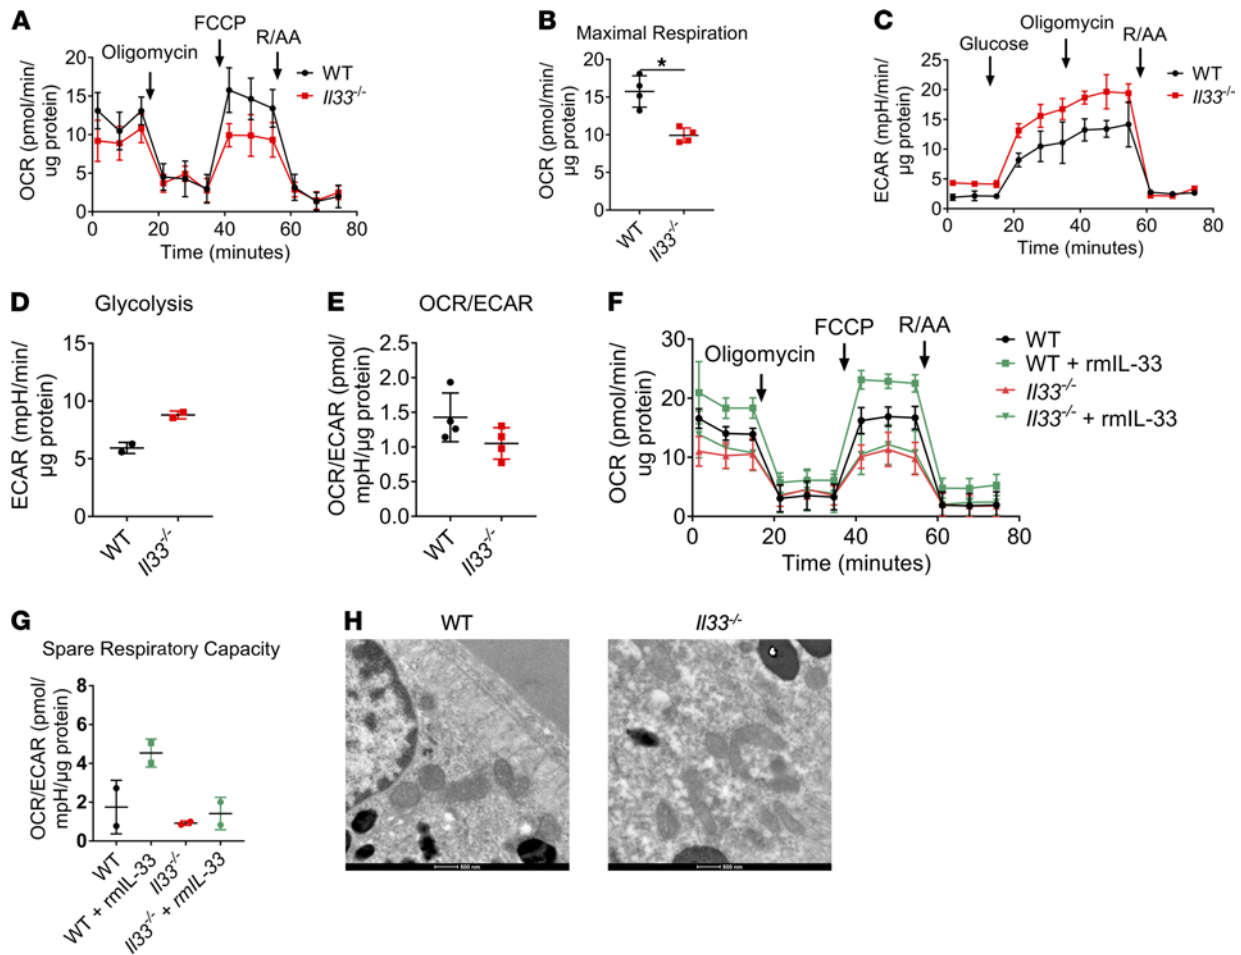 A
FCCP
Oligomycin
R/AA
OCR (pmol/min/
ug protein)
20
15
10
5
0
0 20 40 60 80
Time (minutes)
WT
Il33-/-
B
Maximal Respiration
*
OCR (pmol/min/
µg protein)
20
15
10
5
0
WT
Il33-/-
C
Oligomycin
Glucose
R/AA
ECAR (mpH/min/
µg protein)
25
20
15
10
5
0
0 20 40 60 80
Time (minutes)
WT
Il33-/-
D
Glycolysis
ECAR (mpH/min/
µg protein)
15
10
5
0
WT
Il33-/-
E
OCR/ECAR
OCR/ECAR (pmol/
mpH/µg protein)
2.5
2.0
1.5
1.0
0.5
0.0
WT
Il33-/-
F
FCCP
R/AA
Oligomycin
OCR (pmol/min/
ug protein)
30
20
10
0
0 20 40 60 80
Time (minutes)
WT
WT + rmIL-33
Il33-/-
Il33-/- + rmIL-33
G
Spare Respiratory Capacity
OCR/ECAR (pmol/
mpH/µg protein)
8
6
4
2
0
WT
WT + rmIL-33
Il33-/-
Il33-/- + rmIL-33
H
WT
Il33-/-
500 nm
500 nm